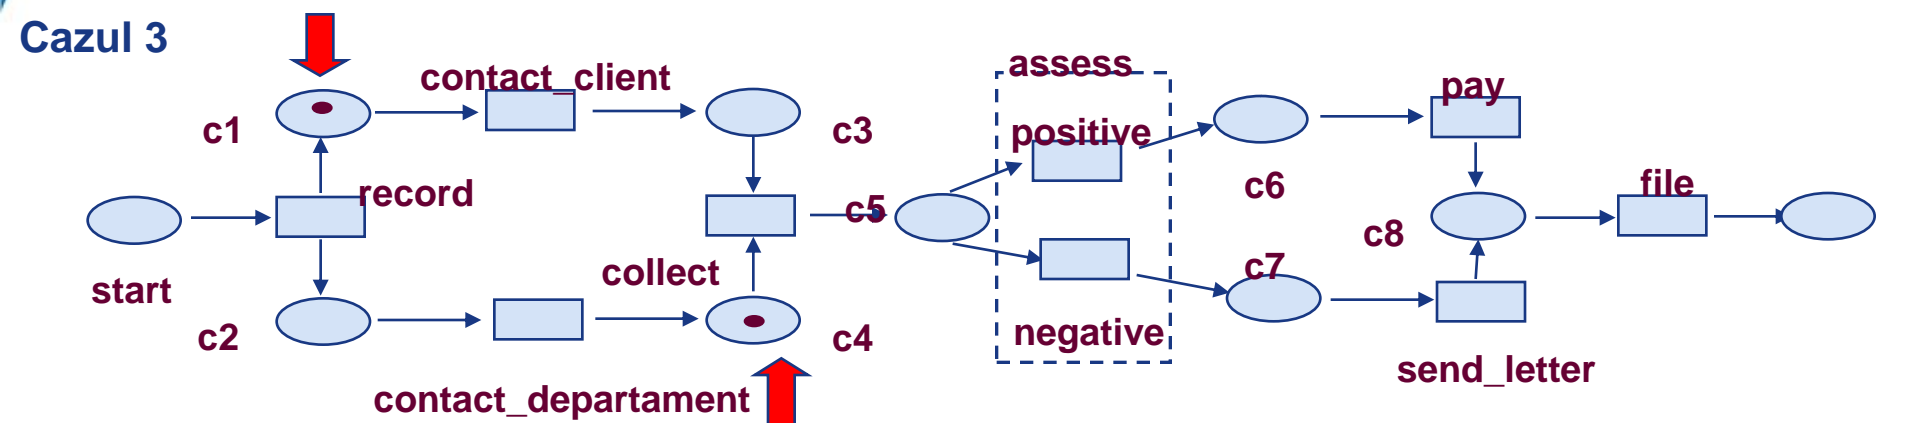 Cazul 3
contact_client
assess
pay
c1
c3
positive
record
c5
c6
file
c8
start
collect
c7
c2
c4
negative
send_letter
contact_departament